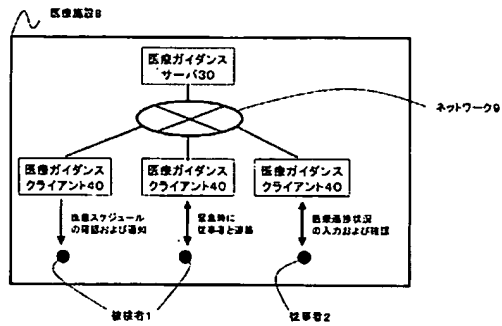 医療施設8
医療ガイダンス
サーバ30
ネットワーク9
医療ガイダンス
クライアント40
医療ガイダンス
クライアント40
医療ガイダンス
クライアント40
医療スケジュール
の確認および通知
緊急時に
従事者と連絡
医療進捗状況
の入力および確認
被検者1
従事者2